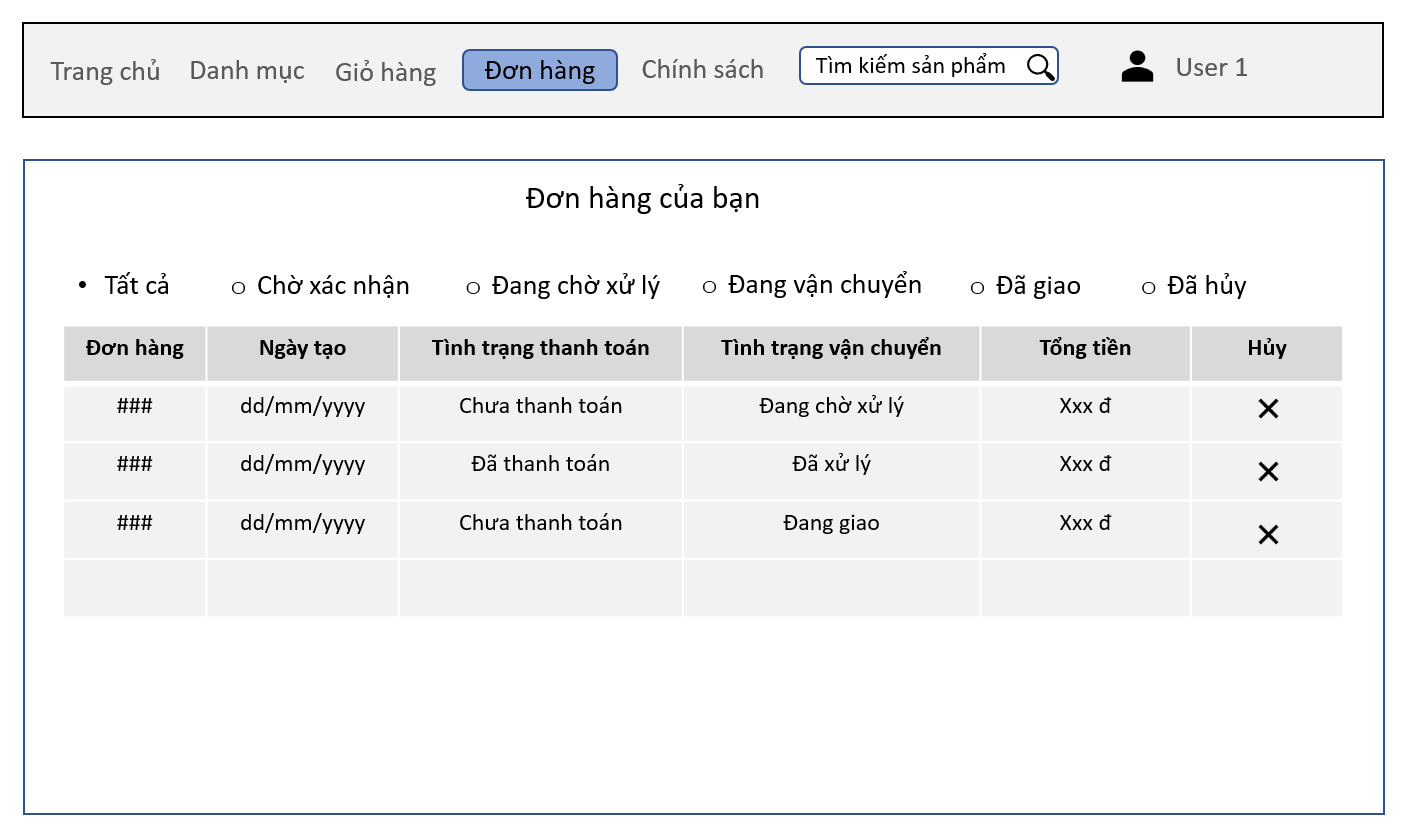 Trang chủ Danh mục Giỏ hàng Đơn hàng Chính sách Tìm kiếm sản phẩm User 1
Đơn hàng của bạn
• Tất cả o Chờ xác nhận o Đang chờ xử lý o Đang vận chuyển o Đã giao o Đã hủy
Đơn hàng Ngày tạo Tình trạng thanh toán Tình trạng vận chuyển Tổng tiền Hủy
### dd/mm/yyyy Chưa thanh toán Đang chờ xử lý Xxx đ ✕
### dd/mm/yyyy Đã thanh toán Đã xử lý Xxx đ ✕
### dd/mm/yyyy Chưa thanh toán Đang giao Xxx đ ✕